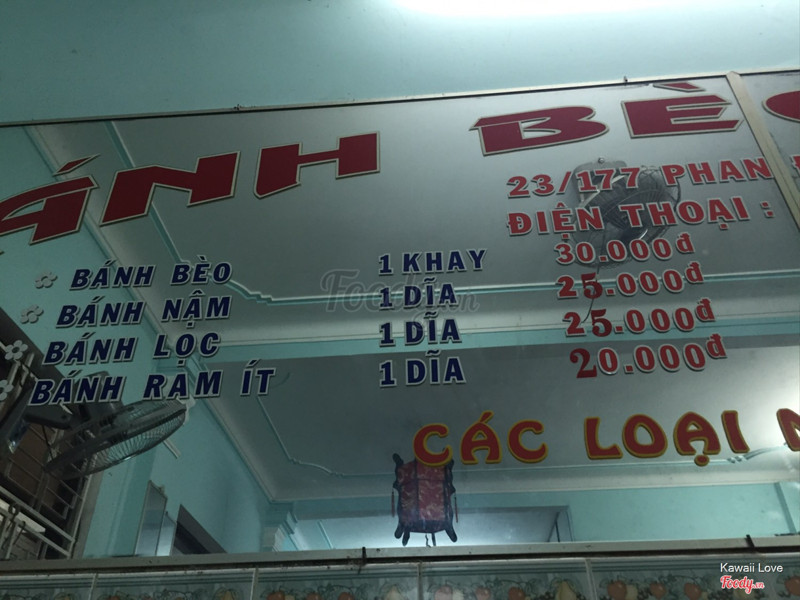 ÁNH BÈO
23/177 PHAN
ĐIỆN THOẠI :
BÁNH BÈO 1 KHAY 30.000đ
BÁNH NẬM 1 DĨA 25.000đ
BÁNH LỌC 1 DĨA 25.000đ
BÁNH RAM ÍT 1 DĨA 20.000đ
CÁC LOẠI
Foody.vn
Kawaii Love
Foody.vn